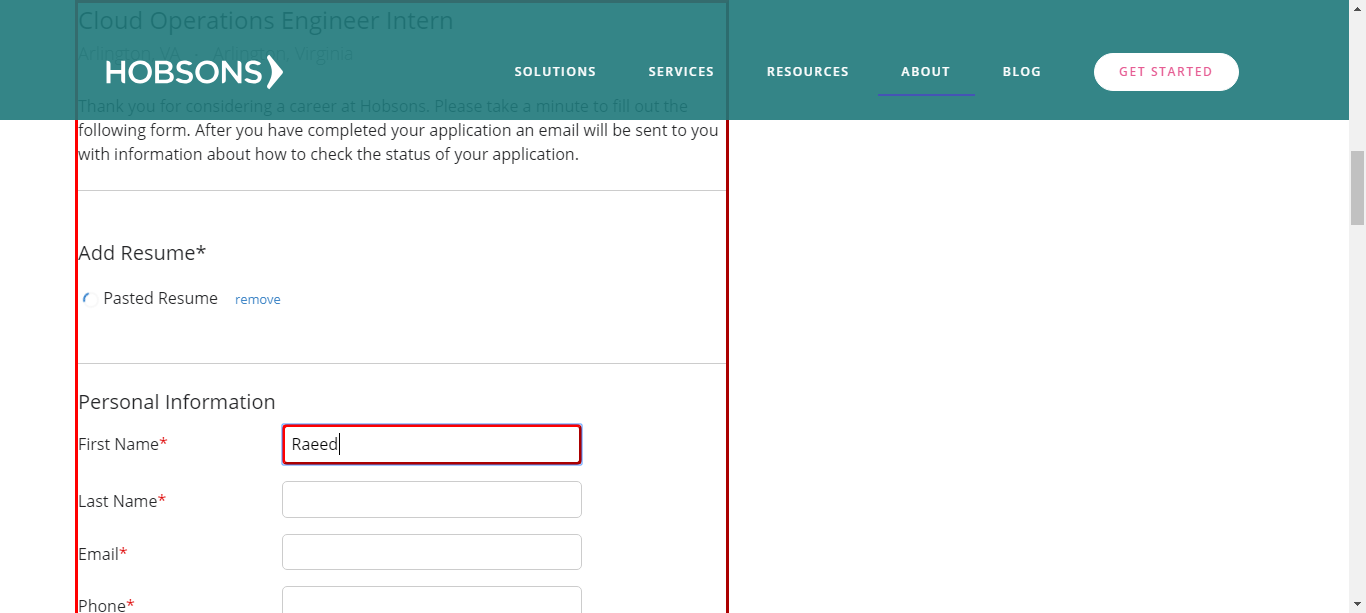 Cloud Operations Engineer Intern
Arlington, VA - Arlington, Virginia
HOBSONS
SOLUTIONS SERVICES RESOURCES ABOUT BLOG GET STARTED
Thank you for considering a career at Hobsons. Please take a minute to fill out the
following form. After you have completed your application an email will be sent to you
with information about how to check the status of your application.
Add Resume*
Pasted Resume remove
Personal Information
First Name* Raeed
Last Name*
Email*
Phone*